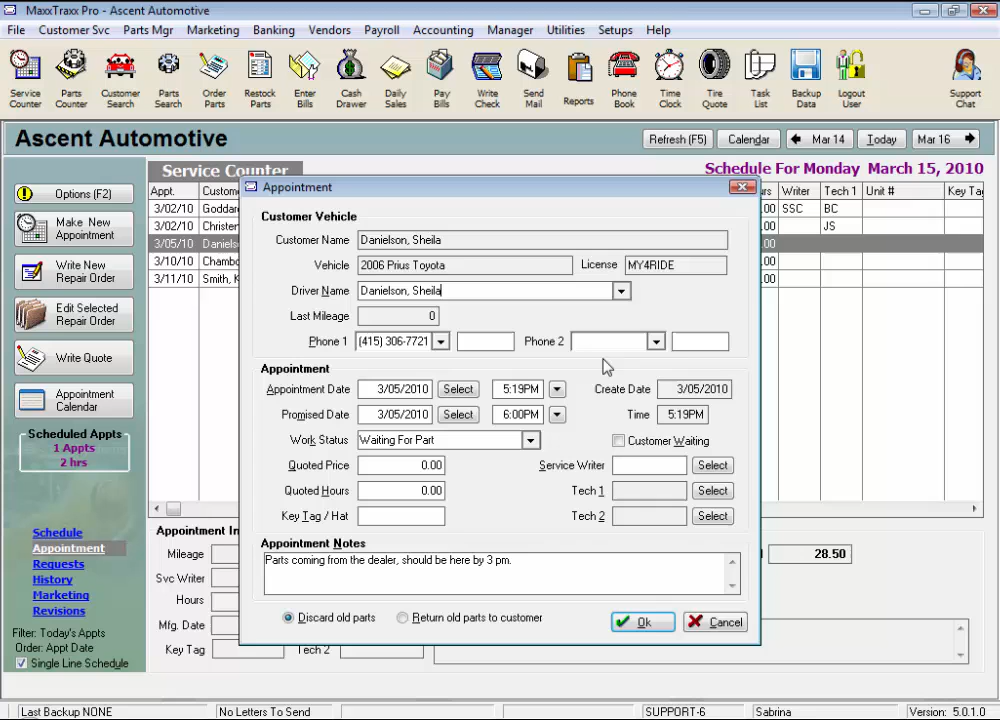 MaxxTraxx Pro - Ascent Automotive
File Customer Svc Parts Mgr Marketing Banking Vendors Payroll Accounting Manager Utilities Setups Help
Service Counter
Parts Counter
Customer Search
Parts Search
Order Parts
Restock Parts
Enter Bills
Cash Drawer
Daily Sales
Pay Bills
Write Check
Send Mail
Reports
Phone Book
Time Clock
Tire Quote
Task List
Backup Data
Logout User
Support Chat
Ascent Automotive
Refresh (F5) Calendar Mar 14 Today Mar 16
Service Counter
Schedule For Monday March 15, 2010
Options (F2)
Make New Appointment
Write New Repair Order
Edit Selected Repair Order
Write Quote
Appointment Calendar
Scheduled Appts
1 Appts
2 hrs
Schedule
Appointment
Requests
History
Marketing
Revisions
Filter: Today's Appts
Order: Appt Date
Single Line Schedule
Appt. Custome
Writer Tech 1 Unit # Key Tag
3/02/10 Goddar
.00 SSC BC
3/02/10 Christer
.00 JS
3/05/10 Daniels
.00
3/10/10 Chambo
.00
3/11/10 Smith, K
.00
Appointment
Customer Vehicle
Customer Name Danielson, Sheila
Vehicle 2006 Prius Toyota License MY4RIDE
Driver Name Danielson, Sheila
Last Mileage 0
Phone 1 (415) 306-7721 Phone 2
Appointment
Appointment Date 3/05/2010 Select 5:19PM Create Date 3/05/2010
Promised Date 3/05/2010 Select 6:00PM Time 5:19PM
Work Status Waiting For Part Customer Waiting
Quoted Price 0.00 Service Writer Select
Quoted Hours 0.00 Tech 1 Select
Key Tag / Hat Tech 2 Select
Appointment Notes
Parts coming from the dealer, should be here by 3 pm.
Discard old parts Return old parts to customer Ok Cancel
Appointment In
Mileage 28.50
Svc Writer
Hours
Mfg. Date
Key Tag Tech 2
Last Backup NONE No Letters To Send SUPPORT-6 Sabrina Version: 5.0.1.0